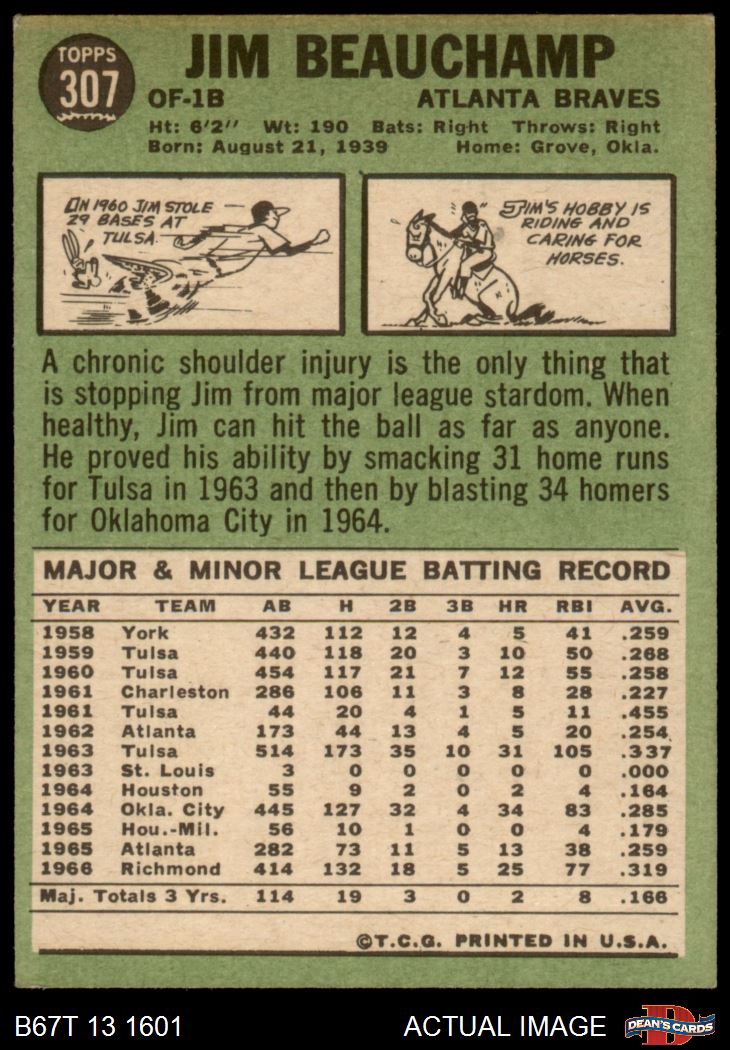 TOPPS
307
JIM BEAUCHAMP
OF-1B ATLANTA BRAVES
Ht: 6'2" Wt: 190 Bats: Right Throws: Right
Born: August 21, 1939 Home: Grove, Okla.
IN 1960 JIM STOLE
29 BASES AT
TULSA
JIM'S HOBBY IS
RIDING AND
CARING FOR
HORSES.
A chronic shoulder injury is the only thing that
is stopping Jim from major league stardom. When
healthy, Jim can hit the ball as far as anyone.
He proved his ability by smacking 31 home runs
for Tulsa in 1963 and then by blasting 34 homers
for Oklahoma City in 1964.
MAJOR & MINOR LEAGUE BATTING RECORD
YEAR TEAM AB H 2B 3B HR RBI AVG.
1958 York 432 112 12 4 5 41 .259
1959 Tulsa 440 118 20 3 10 50 .268
1960 Tulsa 454 117 21 7 12 55 .258
1961 Charleston 286 106 11 3 8 28 .227
1961 Tulsa 44 20 4 1 5 11 .455
1962 Atlanta 173 44 13 4 5 20 .254
1963 Tulsa 514 173 35 10 31 105 .337
1963 St. Louis 3 0 0 0 0 0 .000
1964 Houston 55 9 2 0 2 4 .164
1964 Okla. City 445 127 32 4 34 83 .285
1965 Hou.-Mil. 56 10 1 0 0 4 .179
1965 Atlanta 282 73 11 5 13 38 .259
1966 Richmond 414 132 18 5 25 77 .319
Maj. Totals 3 Yrs. 114 19 3 0 2 8 .166
©T.C.G. PRINTED IN U.S.A.
B67T 13 1601 ACTUAL IMAGE
D
DEAN'S CARDS